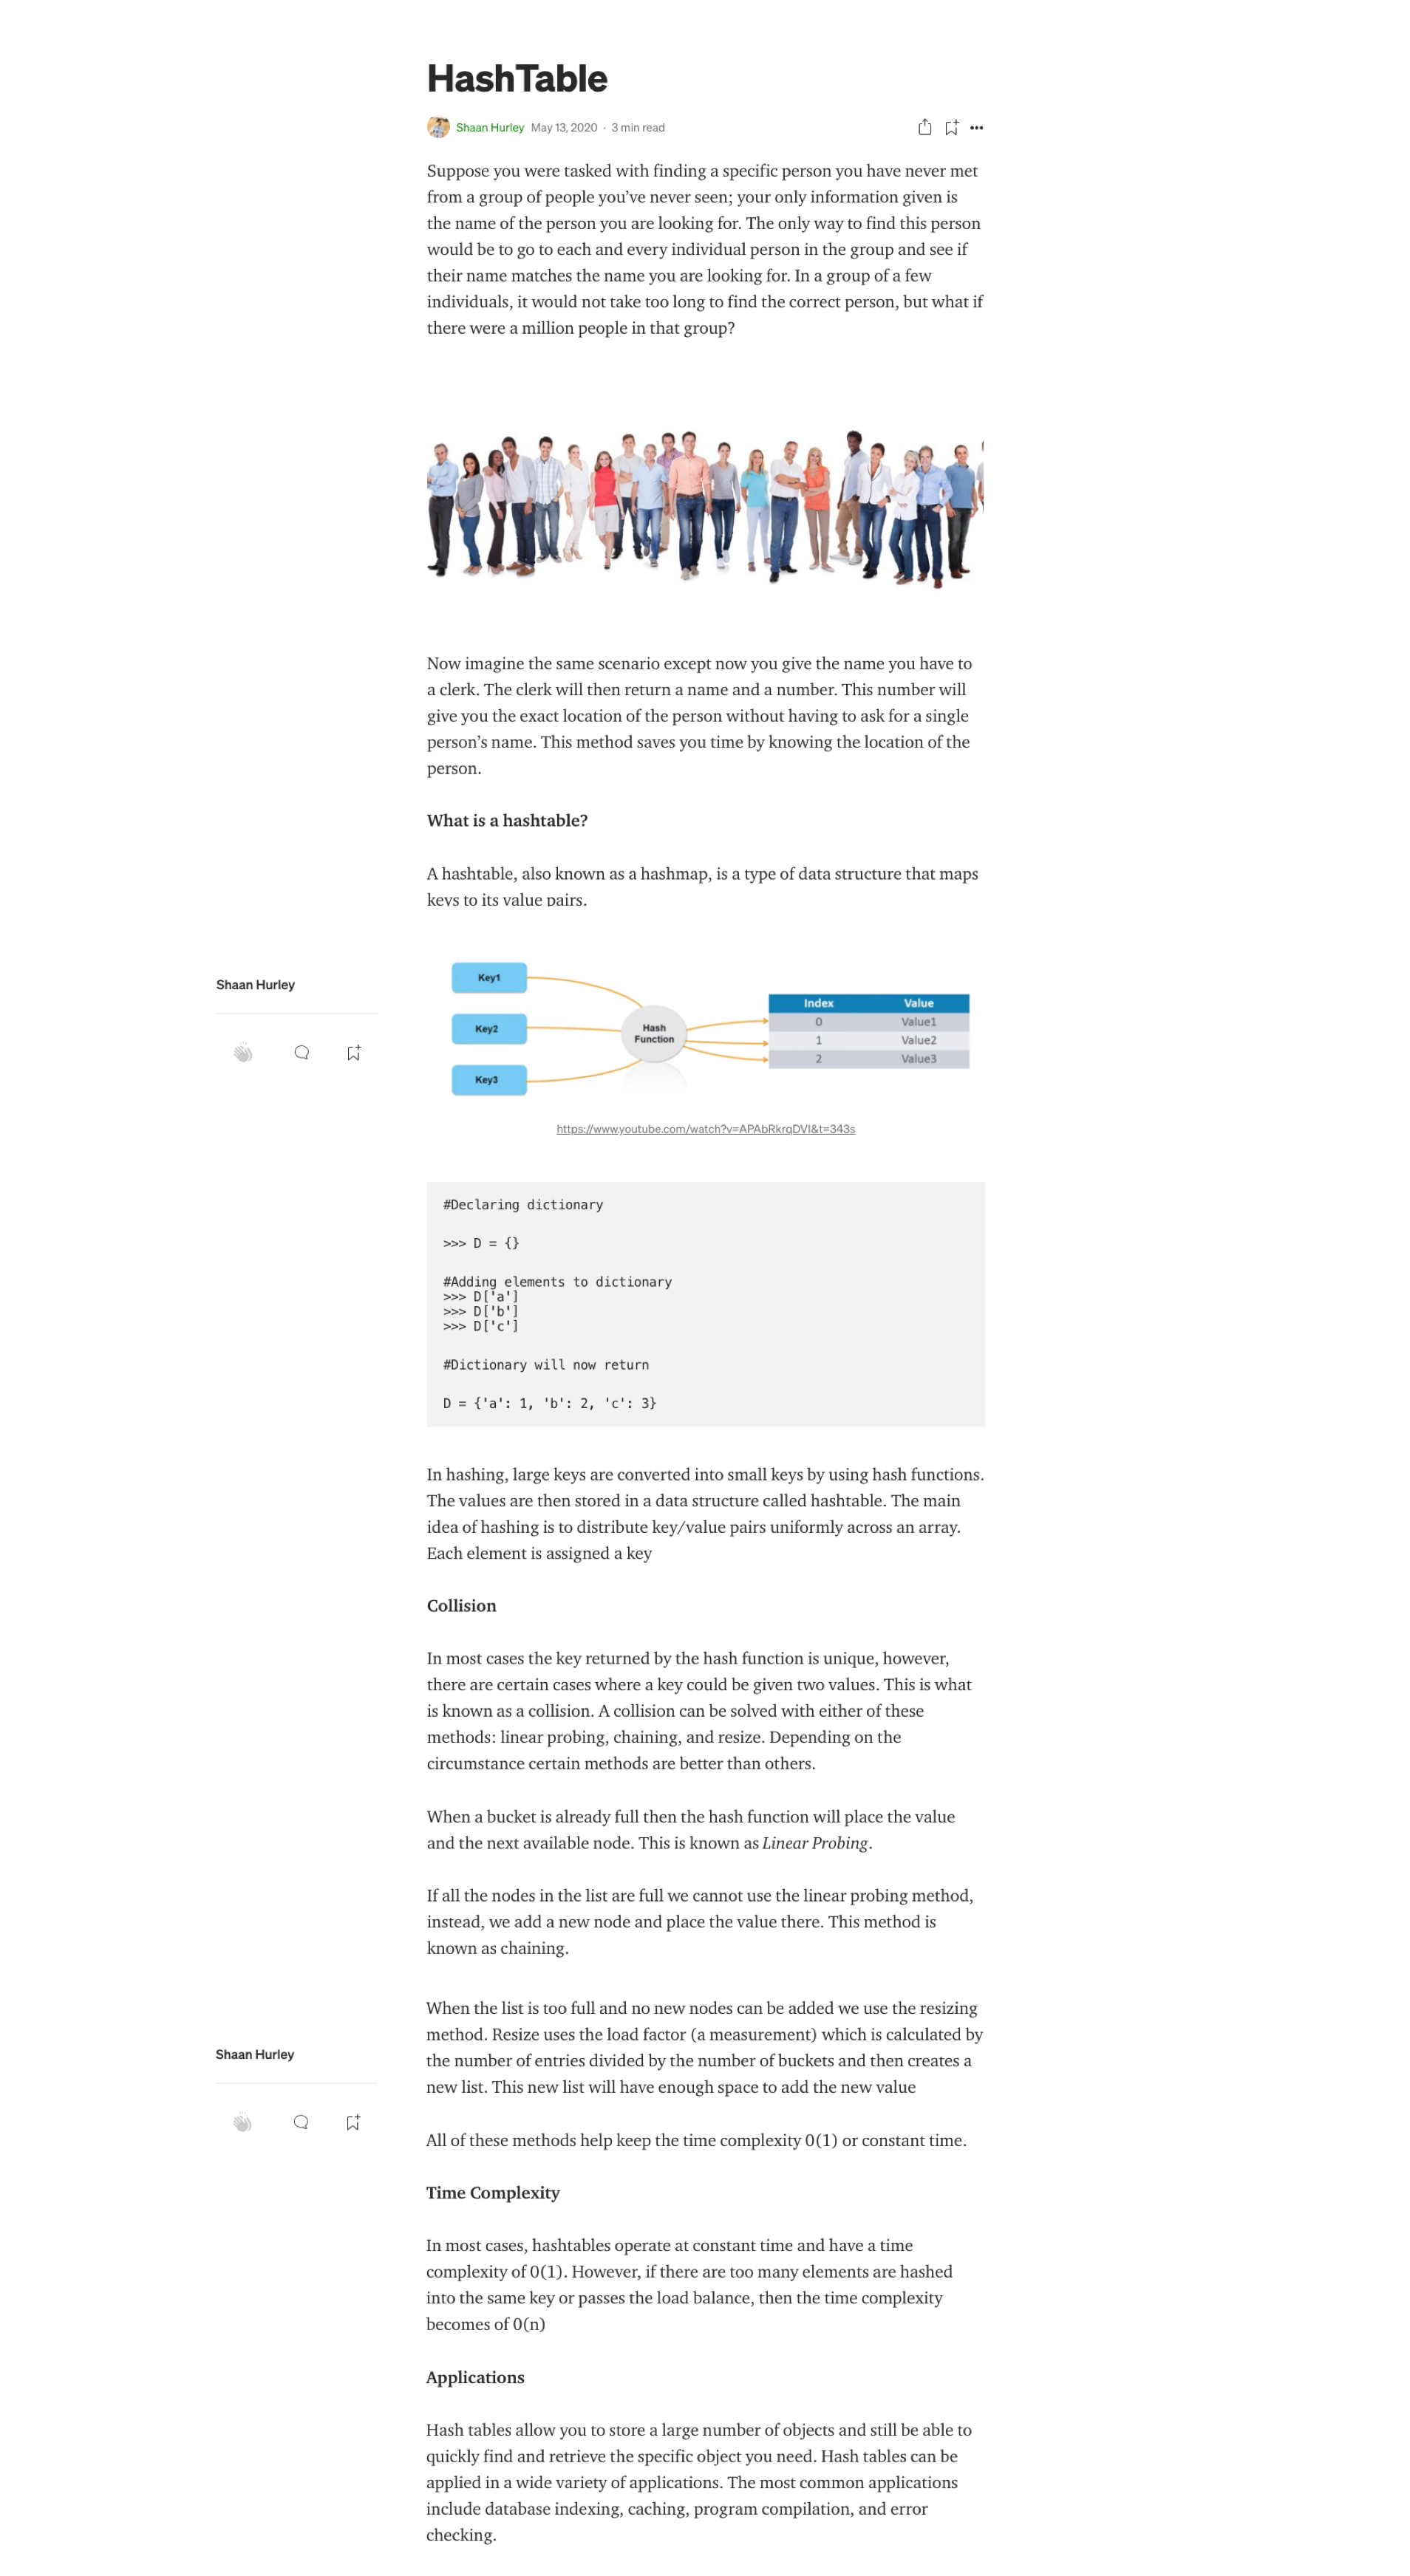 HashTable
Shaan Hurley May 13, 2020 · 3 min read
Suppose you were tasked with finding a specific person you have never met
from a group of people you’ve never seen; your only information given is
the name of the person you are looking for. The only way to find this person
would be to go to each and every individual person in the group and see if
their name matches the name you are looking for. In a group of a few
individuals, it would not take too long to find the correct person, but what if
there were a million people in that group?
Now imagine the same scenario except now you give the name you have to
a clerk. The clerk will then return a name and a number. This number will
give you the exact location of the person without having to ask for a single
person’s name. This method saves you time by knowing the location of the
person.
What is a hashtable?
A hashtable, also known as a hashmap, is a type of data structure that maps
keys to its value pairs.
Shaan Hurley
Key1
Key2
Key3
Hash
Function
Index Value
0 Value1
1 Value2
2 Value3
https://www.youtube.com/watch?v=APAbRkrqDVI&t=343s
#Declaring dictionary
>>> D = {}
#Adding elements to dictionary
>>> D['a']
>>> D['b']
>>> D['c']
#Dictionary will now return
D = {'a': 1, 'b': 2, 'c': 3}
In hashing, large keys are converted into small keys by using hash functions.
The values are then stored in a data structure called hashtable. The main
idea of hashing is to distribute key/value pairs uniformly across an array.
Each element is assigned a key
Collision
In most cases the key returned by the hash function is unique, however,
there are certain cases where a key could be given two values. This is what
is known as a collision. A collision can be solved with either of these
methods: linear probing, chaining, and resize. Depending on the
circumstance certain methods are better than others.
When a bucket is already full then the hash function will place the value
and the next available node. This is known as Linear Probing.
If all the nodes in the list are full we cannot use the linear probing method,
instead, we add a new node and place the value there. This method is
known as chaining.
When the list is too full and no new nodes can be added we use the resizing
method. Resize uses the load factor (a measurement) which is calculated by
the number of entries divided by the number of buckets and then creates a
new list. This new list will have enough space to add the new value
Shaan Hurley
All of these methods help keep the time complexity 0(1) or constant time.
Time Complexity
In most cases, hashtables operate at constant time and have a time
complexity of 0(1). However, if there are too many elements are hashed
into the same key or passes the load balance, then the time complexity
becomes of 0(n)
Applications
Hash tables allow you to store a large number of objects and still be able to
quickly find and retrieve the specific object you need. Hash tables can be
applied in a wide variety of applications. The most common applications
include database indexing, caching, program compilation, and error
checking.